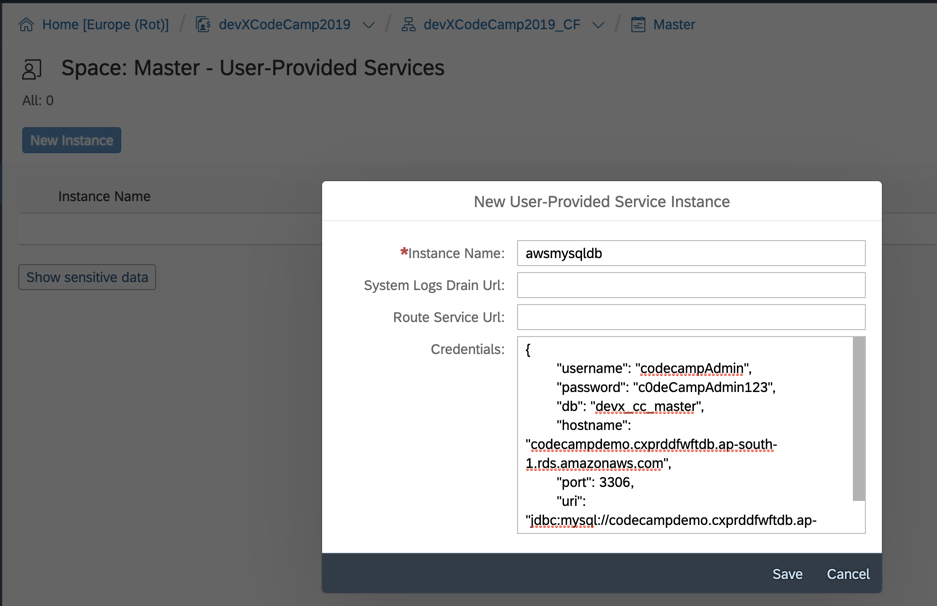 Home [Europe (Rot)] / devXCodeCamp2019 / devXCodeCamp2019_CF / Master
Space: Master - User-Provided Services
All: 0
New Instance
Instance Name
Show sensitive data
New User-Provided Service Instance
*Instance Name: awsmysqldb
System Logs Drain Url:
Route Service Url:
Credentials: {
"username": "codecampAdmin",
"password": "c0deCampAdmin123",
"db": "devx_cc_master",
"hostname":
"codecampdemo.cxprddfwftdb.ap-south-
1.rds.amazonaws.com",
"port": 3306,
"uri":
"jdbc:mysql://codecampdemo.cxprddfwftdb.ap-
Save Cancel